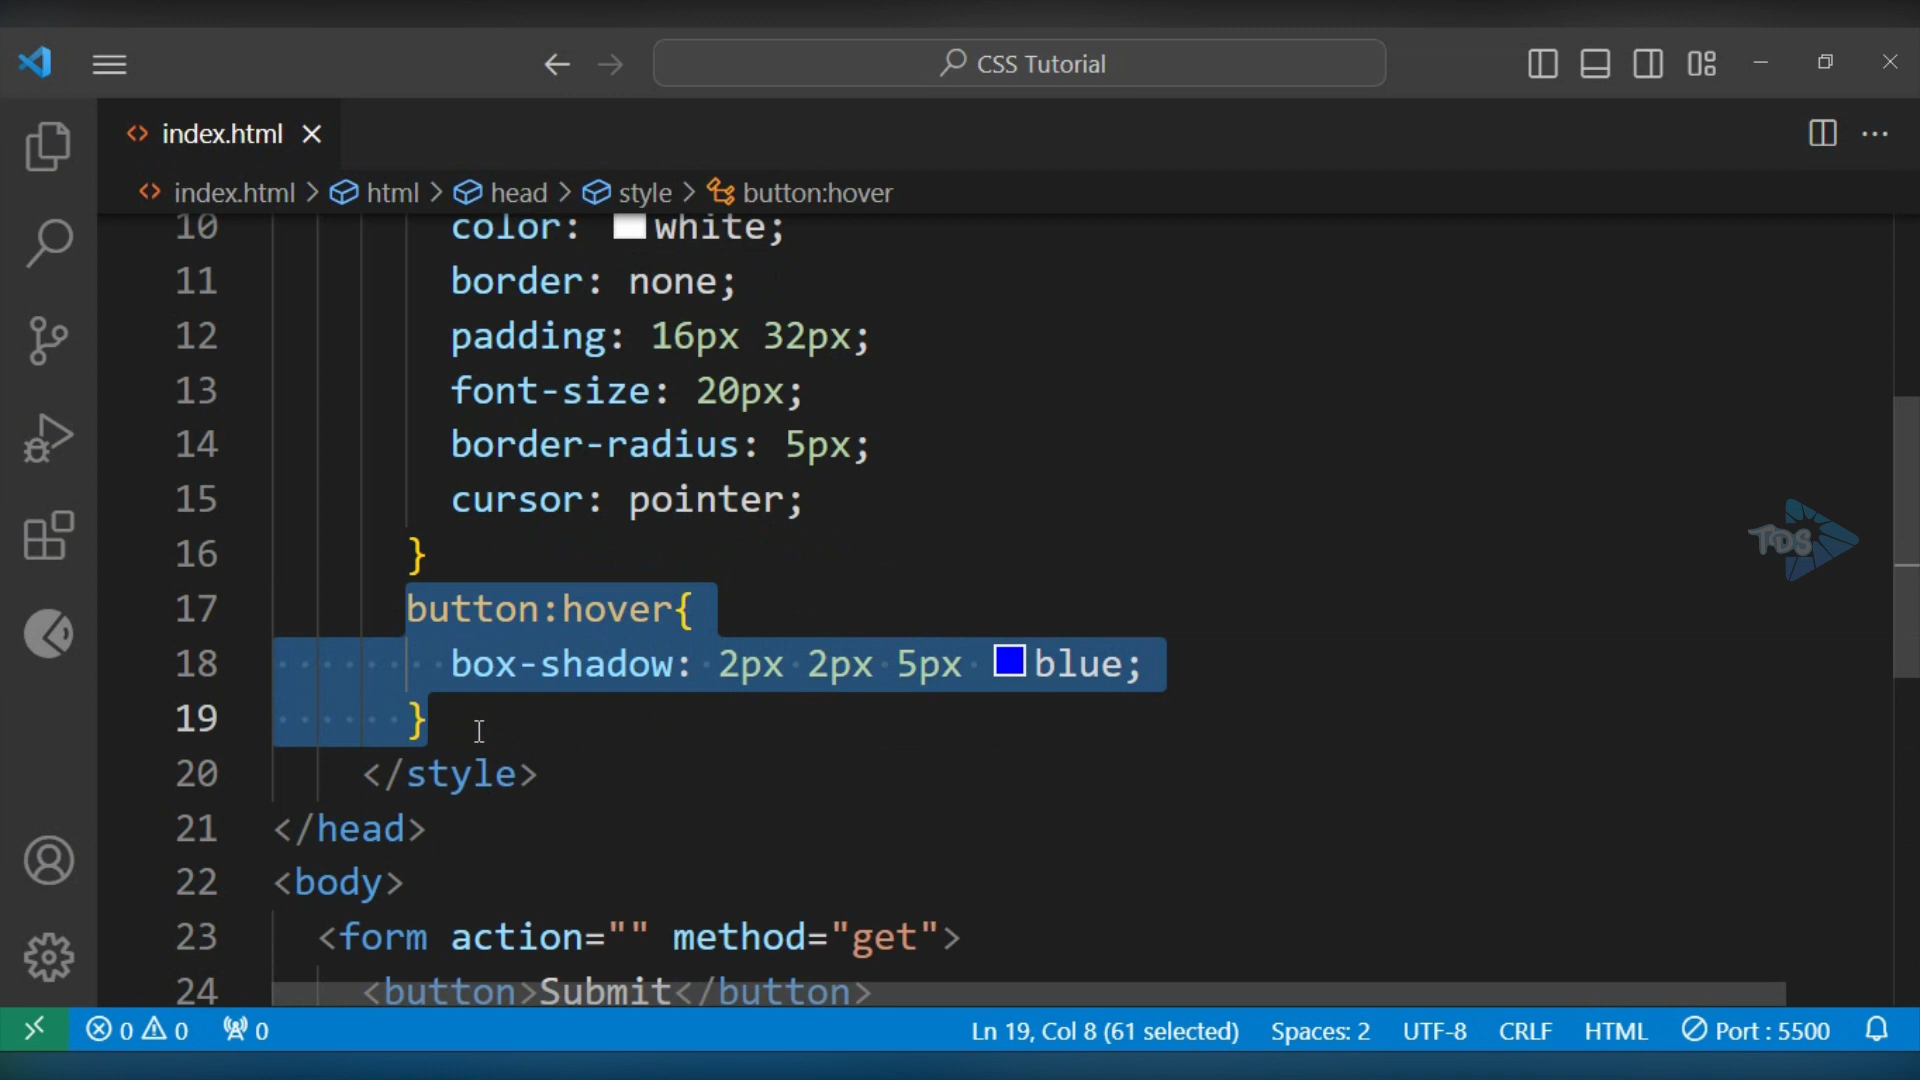 CSS Tutorial
index.html
index.html > html > head > style > button:hover
10 color: white;
11 border: none;
12 padding: 16px 32px;
13 font-size: 20px;
14 border-radius: 5px;
15 cursor: pointer;
16 }
17 button:hover{
18 box-shadow: 2px 2px 5px blue;
19 }
20 </style>
21 </head>
22 <body>
23 <form action="" method="get">
24 <button>Submit</button>
TDS
0 0 0 Ln 19, Col 8 (61 selected) Spaces: 2 UTF-8 CRLF HTML Port : 5500